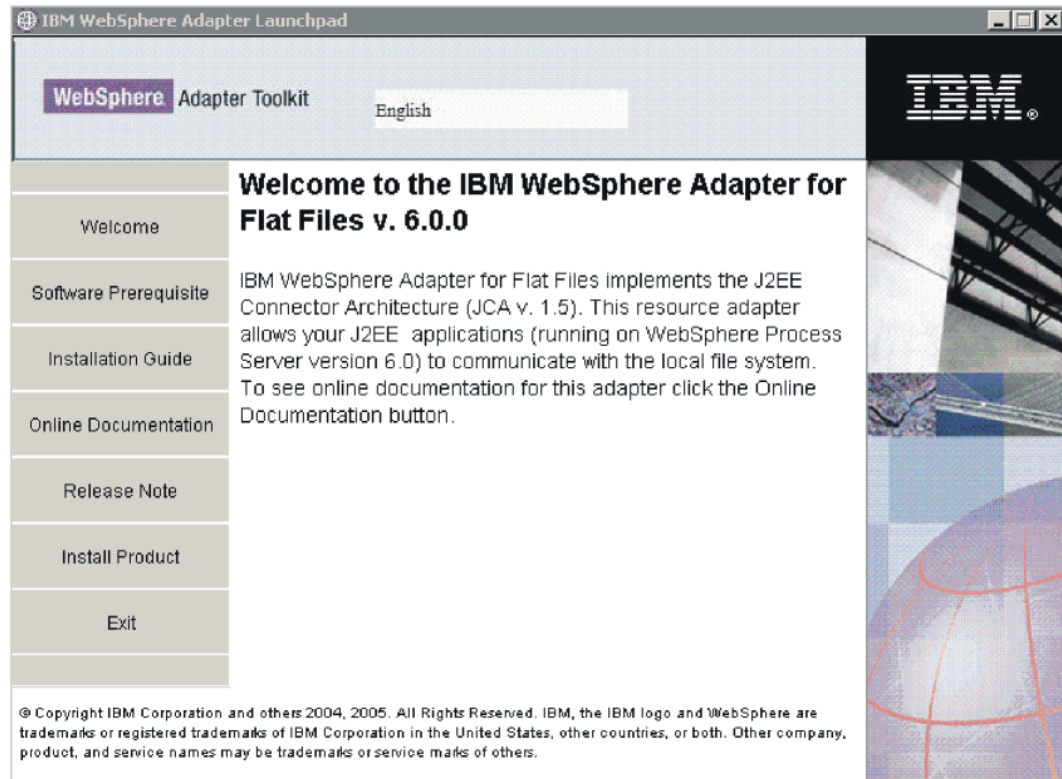 IBM WebSphere Adapter Launchpad
WebSphere. Adapter Toolkit
English
IBM®
Welcome
Software Prerequisite
Installation Guide
Online Documentation
Release Note
Install Product
Exit
Welcome to the IBM WebSphere Adapter for
Flat Files v. 6.0.0
IBM WebSphere Adapter for Flat Files implements the J2EE
Connector Architecture (JCA v. 1.5). This resource adapter
allows your J2EE applications (running on WebSphere Process
Server version 6.0) to communicate with the local file system.
To see online documentation for this adapter click the Online
Documentation button.
© Copyright IBM Corporation and others 2004, 2005. All Rights Reserved. IBM, the IBM logo and WebSphere are
trademarks or registered trademarks of IBM Corporation in the United States, other countries, or both. Other company,
product, and service names may be trademarks or service marks of others.